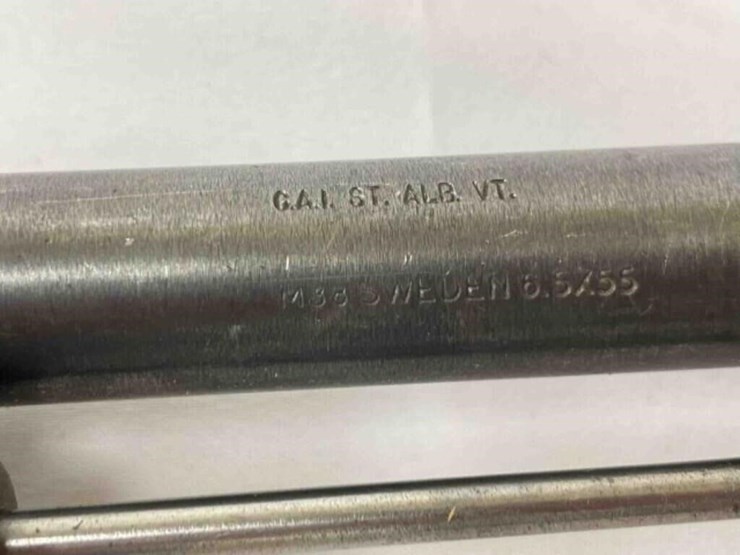 C.A.I. ST. ALB. VT.
M38 SWEDEN 6.5X55